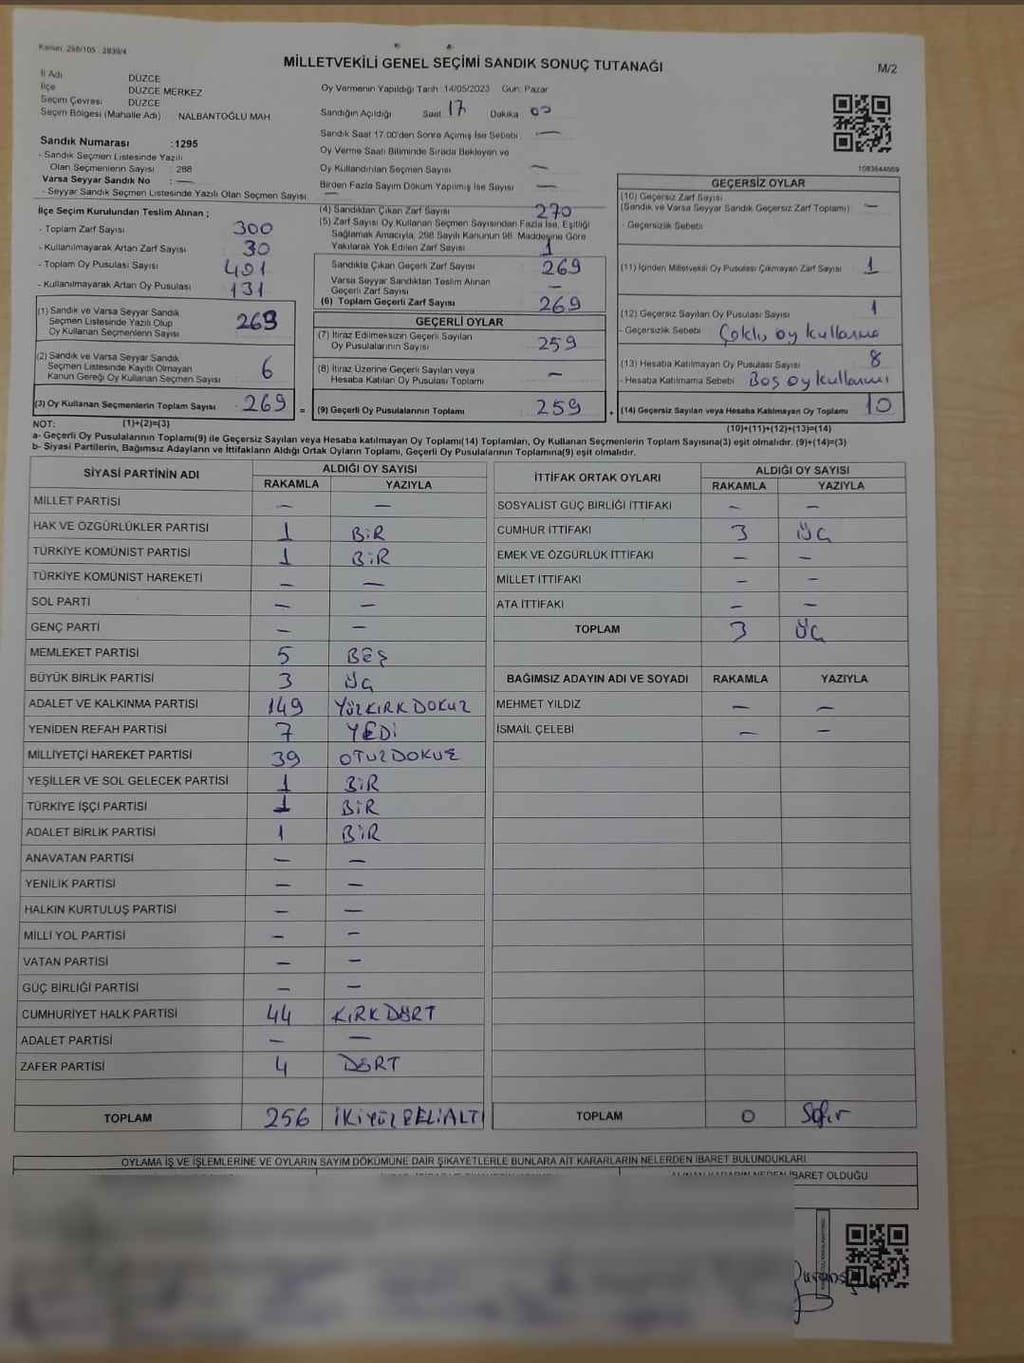 Kanun: 298/105 : 2839/4
MİLLETVEKİLİ GENEL SEÇİMİ SANDIK SONUÇ TUTANAĞI
M/2
İl Adı DÜZCE
İlçe DÜZCE MERKEZ
Seçim Çevresi DÜZCE
Seçim Bölgesi (Mahalle Adı) NALBANTOĞLU MAH
Sandık Numarası :1295
- Sandık Seçmen Listesinde Yazılı
Olan Seçmenlerin Sayısı : 288
Varsa Seyyar Sandık No : —
- Seyyar Sandık Seçmen Listesinde Yazılı Olan Seçmen Sayısı —
Oy Vermenin Yapıldığı Tarih :14/05/2023 Gün: Pazar
Sandığın Açıldığı Saat 17 Dakika 00
Sandık Saat 17.00'den Sonra Açılmış İse Sebebi —
Oy Verme Saati Bitiminde Sırada Bekleyen ve
Oy Kullandırılan Seçmen Sayısı —
Birden Fazla Sayım Döküm Yapılmış İse Sayısı —
1083644669
İlçe Seçim Kurulundan Teslim Alınan ;
- Toplam Zarf Sayısı 300
- Kullanılmayarak Artan Zarf Sayısı 30
- Toplam Oy Pusulası Sayısı 401
- Kullanılmayarak Artan Oy Pusulası 131
(1) Sandık ve Varsa Seyyar Sandık
Seçmen Listesinde Yazılı Olup
Oy Kullanan Seçmenlerin Sayısı 263
(2) Sandık ve Varsa Seyyar Sandık
Seçmen Listesinde Kayıtlı Olmayan
Kanun Gereği Oy Kullanan Seçmen Sayısı 6
(3) Oy Kullanan Seçmenlerin Toplam Sayısı 269 =
(4) Sandıktan Çıkan Zarf Sayısı 270
(5) Zarf Sayısı Oy Kullanan Seçmen Sayısından Fazla İse, Eşitliği
Sağlamak Amacıyla, 298 Sayılı Kanunun 98. Maddesine Göre
Yakılarak Yok Edilen Zarf Sayısı 1
Sandıkta Çıkan Geçerli Zarf Sayısı 269
Varsa Seyyar Sandıktan Teslim Alınan
Geçerli Zarf Sayısı —
(6) Toplam Geçerli Zarf Sayısı 269
GEÇERLİ OYLAR
(7) İtiraz Edilmeksizin Geçerli Sayılan
Oy Pusulalarının Sayısı 259
(8) İtiraz Üzerine Geçerli Sayılan veya
Hesaba Katılan Oy Pusulası Toplamı —
(9) Geçerli Oy Pusulalarının Toplamı 259 +
GEÇERSİZ OYLAR
(10) Geçersiz Zarf Sayısı
(Sandık ve Varsa Seyyar Sandık Geçersiz Zarf Toplamı) —
- Geçersizlik Sebebi
(11) İçinden Milletvekili Oy Pusulası Çıkmayan Zarf Sayısı 1
(12) Geçersiz Sayılan Oy Pusulası Sayısı 1
- Geçersizlik Sebebi Çoklu oy kullanma
(13) Hesaba Katılmayan Oy Pusulası Sayısı 8
- Hesaba Katılmama Sebebi Boş oy kullanımı
(14) Geçersiz Sayılan veya Hesaba Katılmayan Oy Toplamı 10
NOT: (1)+(2)=(3) (10)+(11)+(12)+(13)=(14)
a- Geçerli Oy Pusulalarının Toplamı(9) ile Geçersiz Sayılan veya Hesaba katılmayan Oy Toplamı(14) Toplamları, Oy Kullanan Seçmenlerin Toplam Sayısına(3) eşit olmalıdır. (9)+(14)=(3)
b- Siyasi Partilerin, Bağımsız Adayların ve İttifakların Aldığı Ortak Oyların Toplamı, Geçerli Oy Pusulalarının Toplamına(9) eşit olmalıdır.
SİYASİ PARTİNİN ADI ALDIĞI OY SAYISI
RAKAMLA YAZIYLA
MİLLET PARTİSİ — —
HAK VE ÖZGÜRLÜKLER PARTİSİ 1 BİR
TÜRKİYE KOMÜNİST PARTİSİ 1 BİR
TÜRKİYE KOMÜNİST HAREKETİ — —
SOL PARTİ — —
GENÇ PARTİ — —
MEMLEKET PARTİSİ 5 BEŞ
BÜYÜK BİRLİK PARTİSİ 3 ÜÇ
ADALET VE KALKINMA PARTİSİ 149 YÜZKIRKDOKUZ
YENİDEN REFAH PARTİSİ 7 YEDİ
MİLLİYETÇİ HAREKET PARTİSİ 39 OTUZDOKUZ
YEŞİLLER VE SOL GELECEK PARTİSİ 1 BİR
TÜRKİYE İŞÇİ PARTİSİ 1 BİR
ADALET BİRLİK PARTİSİ 1 BİR
ANAVATAN PARTİSİ — —
YENİLİK PARTİSİ — —
HALKIN KURTULUŞ PARTİSİ — —
MİLLİ YOL PARTİSİ — —
VATAN PARTİSİ — —
GÜÇ BİRLİĞİ PARTİSİ — —
CUMHURİYET HALK PARTİSİ 44 KIRKDÖRT
ADALET PARTİSİ — —
ZAFER PARTİSİ 4 DÖRT
TOPLAM 256 İKİYÜZELLİALTI
İTTİFAK ORTAK OYLARI ALDIĞI OY SAYISI
RAKAMLA YAZIYLA
SOSYALİST GÜÇ BİRLİĞİ İTTİFAKI — —
CUMHUR İTTİFAKI 3 ÜÇ
EMEK VE ÖZGÜRLÜK İTTİFAKI — —
MİLLET İTTİFAKI — —
ATA İTTİFAKI — —
TOPLAM 3 ÜÇ
BAĞIMSIZ ADAYIN ADI VE SOYADI RAKAMLA YAZIYLA
MEHMET YILDIZ — —
İSMAİL ÇELEBİ — —
TOPLAM 0 Sıfır
OYLAMA İŞ VE İŞLEMLERİNE VE OYLARIN SAYIM DÖKÜMÜNE DAİR ŞİKAYETLERLE BUNLARA AİT KARARLARIN NELERDEN İBARET BULUNDUKLARI
ALINAN KARARIN NEDEN İBARET OLDUĞU